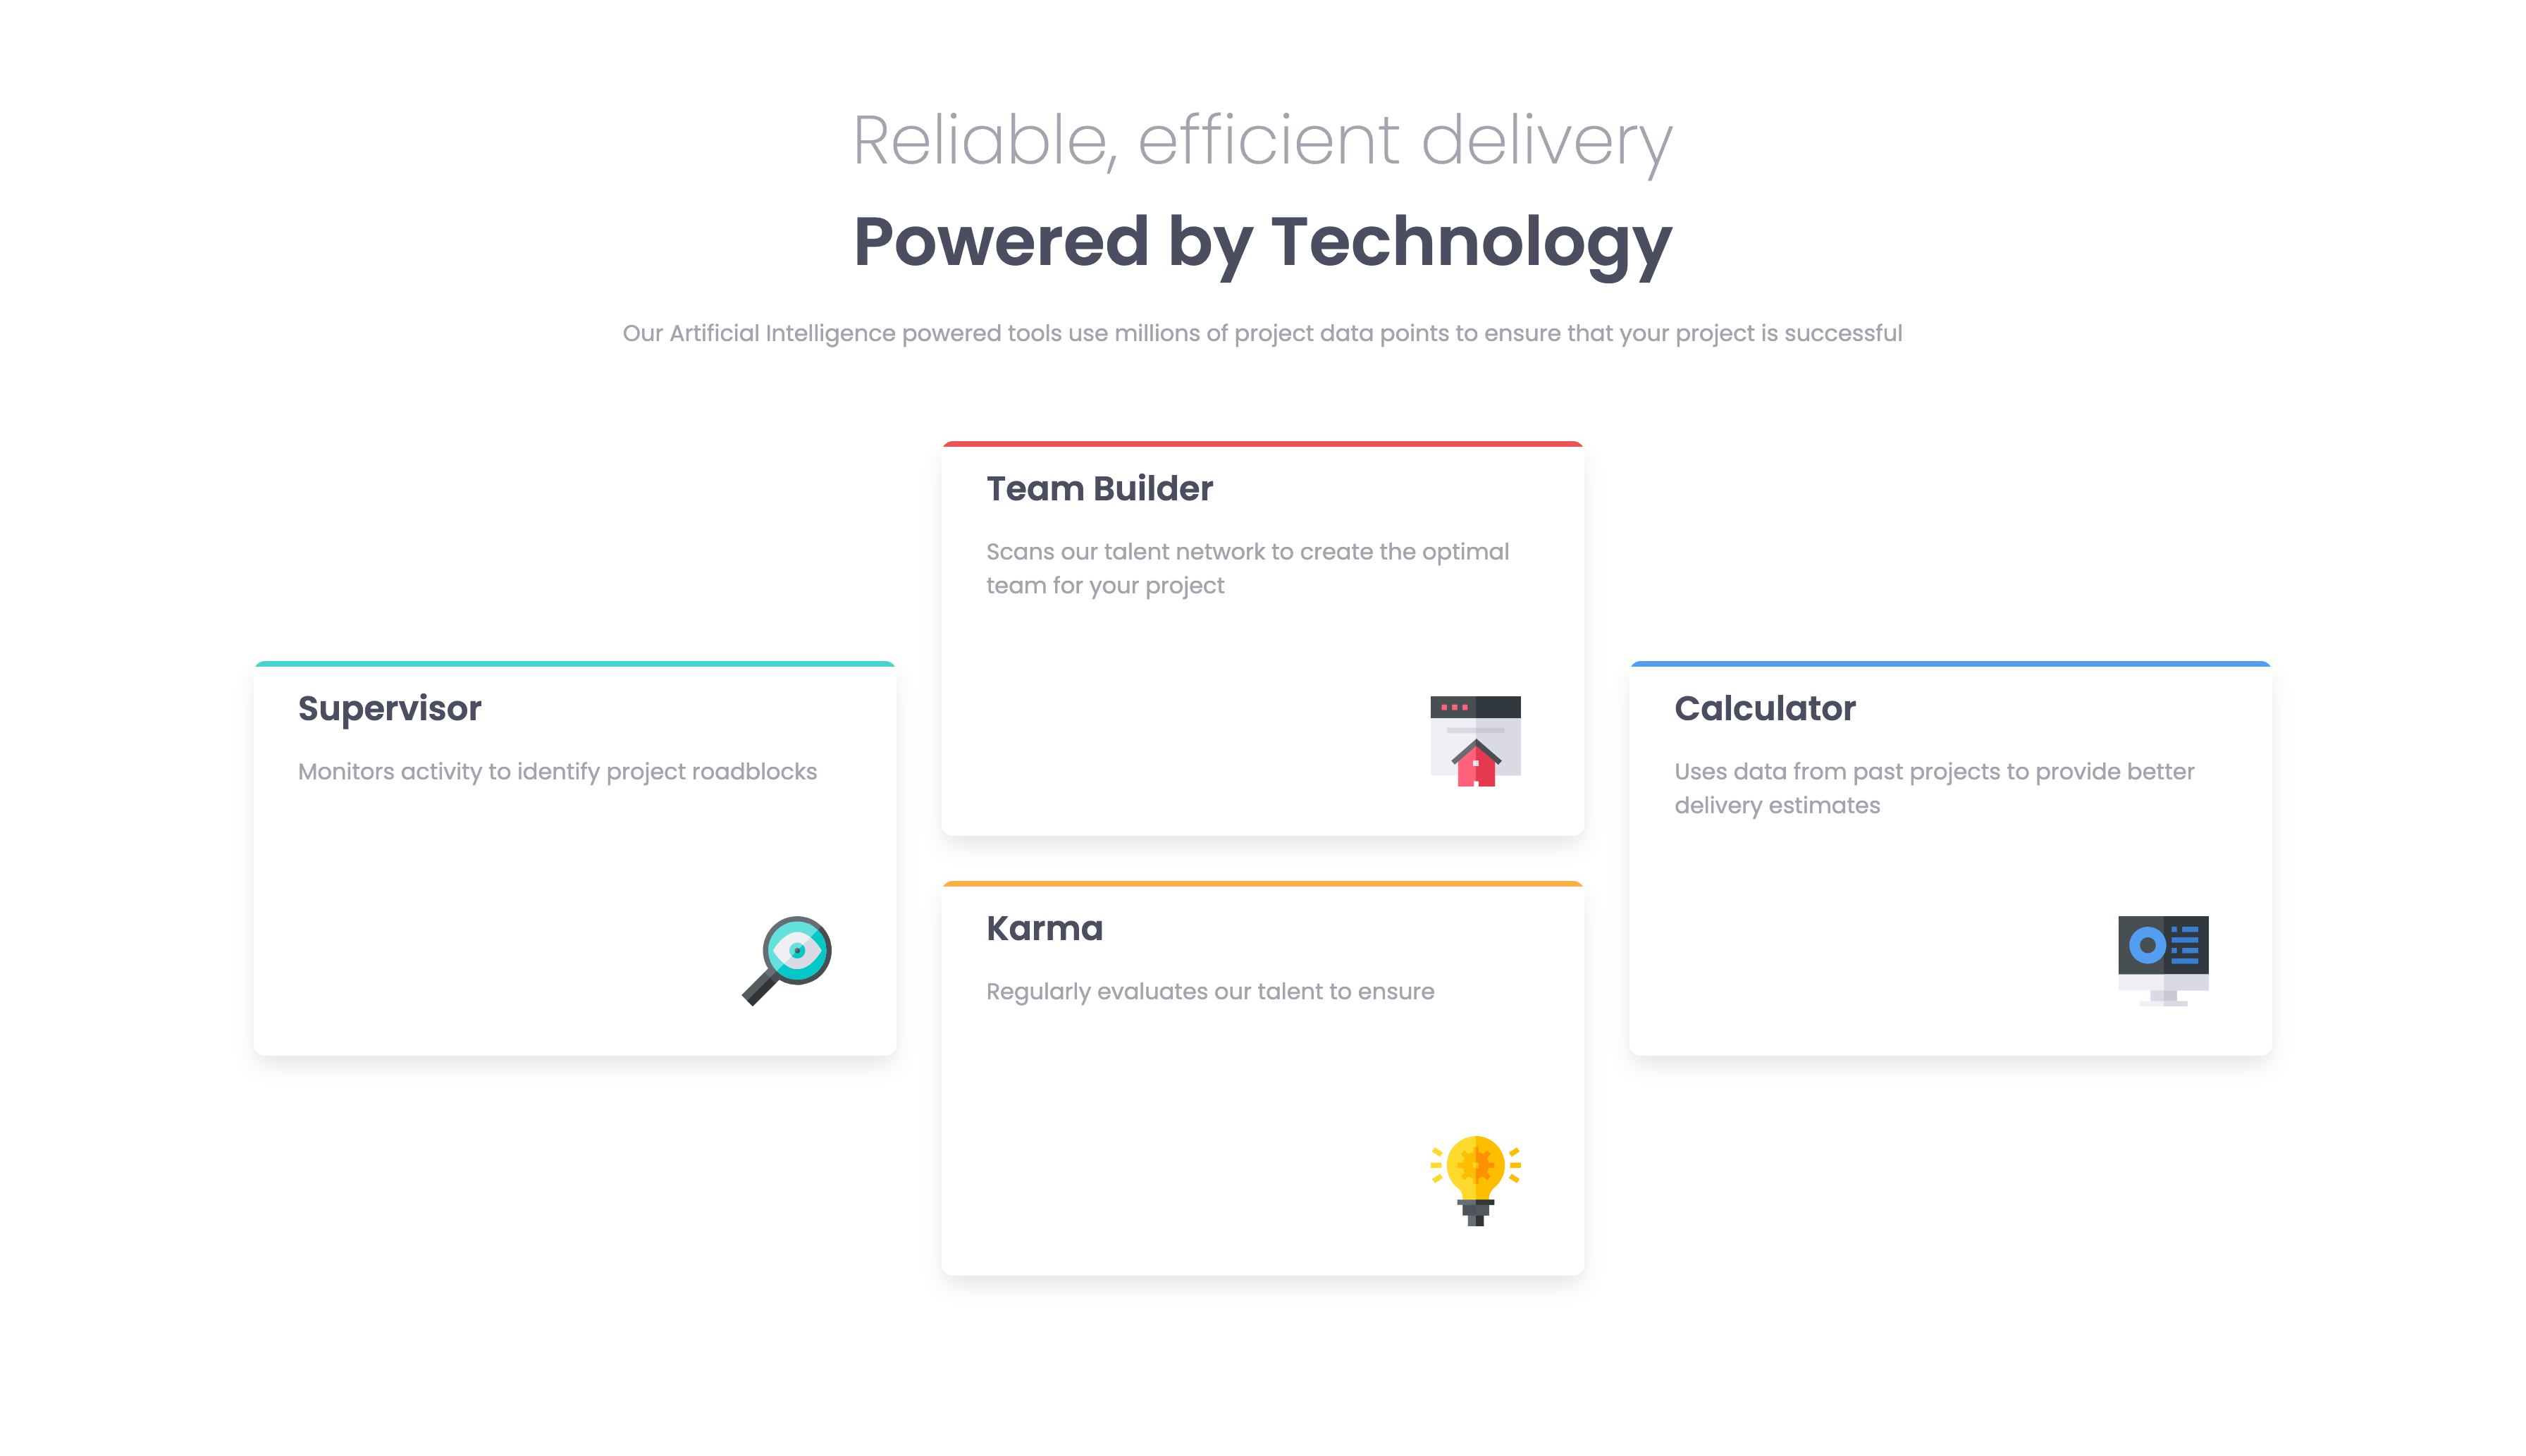 Reliable, efficient delivery
Powered by Technology
Our Artificial Intelligence powered tools use millions of project data points to ensure that your project is successful
Team Builder
Scans our talent network to create the optimal
team for your project
Supervisor
Monitors activity to identify project roadblocks
Calculator
Uses data from past projects to provide better
delivery estimates
Karma
Regularly evaluates our talent to ensure